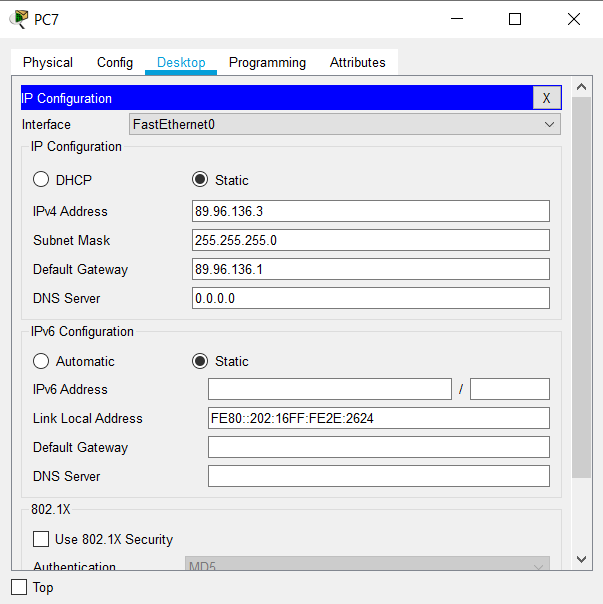 PC7
Physical Config Desktop Programming Attributes
IP Configuration X
Interface FastEthernet0
IP Configuration
DHCP Static
IPv4 Address 89.96.136.3
Subnet Mask 255.255.255.0
Default Gateway 89.96.136.1
DNS Server 0.0.0.0
IPv6 Configuration
Automatic Static
IPv6 Address /
Link Local Address FE80::202:16FF:FE2E:2624
Default Gateway
DNS Server
802.1X
Use 802.1X Security
Authentication MD5
Top